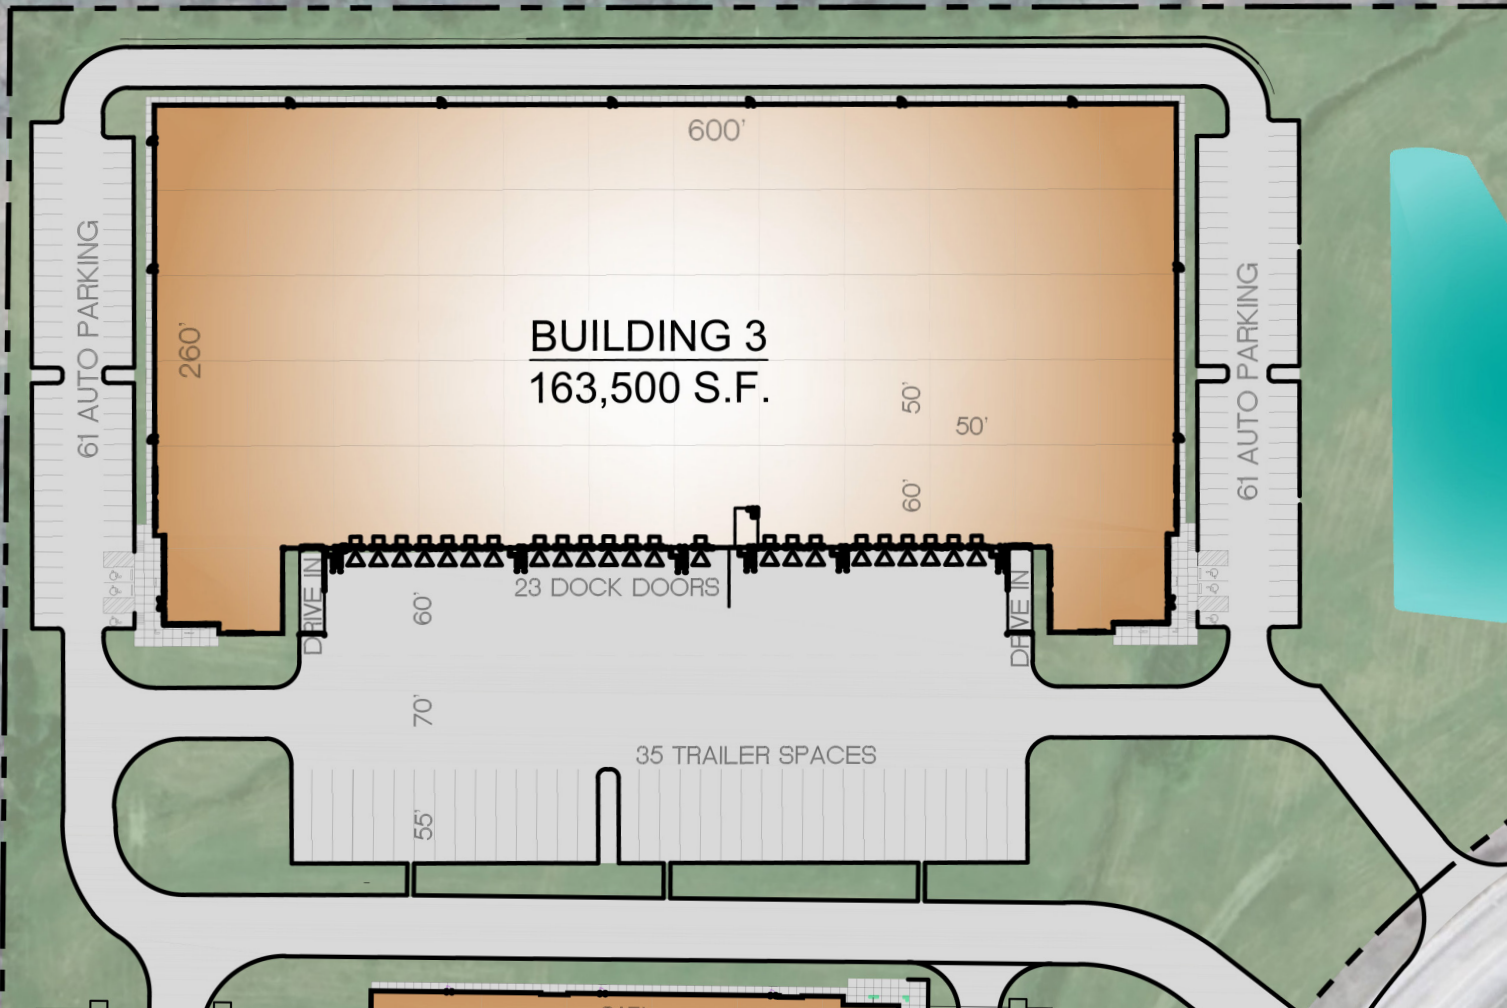 600'
61 AUTO PARKING
260'
BUILDING 3
163,500 S.F.
50'
50'
60'
61 AUTO PARKING
DRIVE IN
23 DOCK DOORS
60'
DRIVE IN
70'
35 TRAILER SPACES
55'